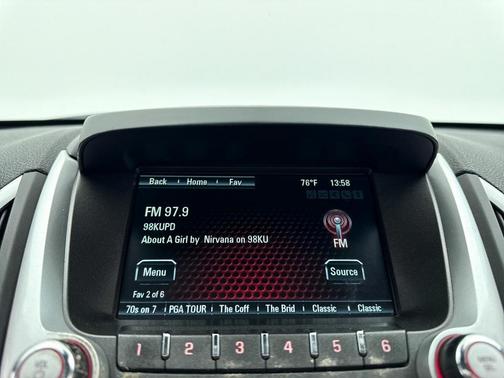 Back Home Fav 76°F 13:58
FM 97.9
98KUPD
About A Girl by Nirvana on 98KU
FM
Menu Source
Fav 2 of 6
70s on 7 PGA TOUR The Coff The Brid Classic Classic
1 2 3 4 5 6